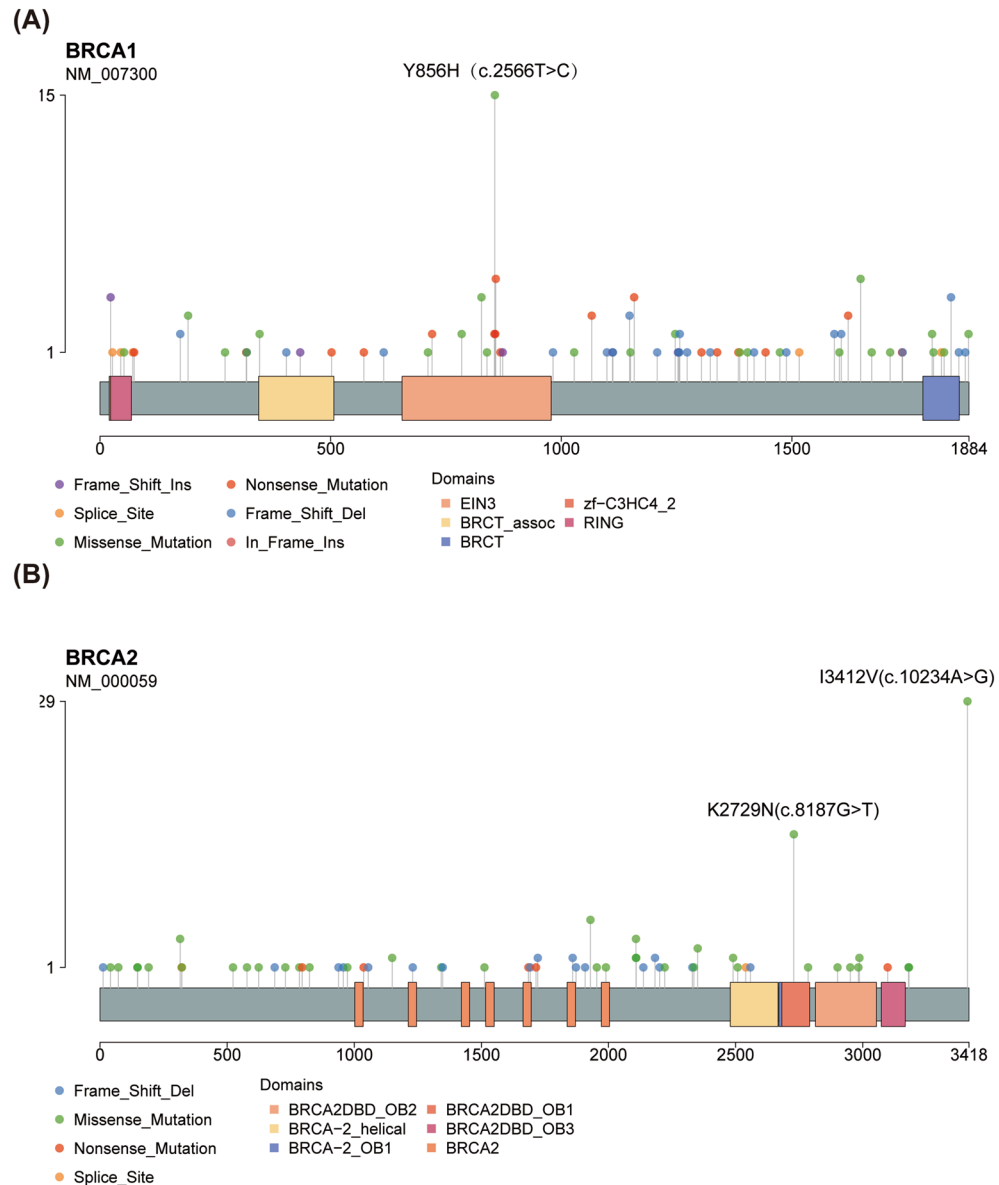 (A)
BRCA1
NM_007300
Y856H（c.2566T>C）
15
1
0 500 1000 1500 1884
Frame_Shift_Ins Nonsense_Mutation
Splice_Site Frame_Shift_Del
Missense_Mutation In_Frame_Ins
Domains
EIN3 zf−C3HC4_2
BRCT_assoc RING
BRCT
(B)
BRCA2
NM_000059
I3412V(c.10234A>G)
29
K2729N(c.8187G>T)
1
0 500 1000 1500 2000 2500 3000 3418
Frame_Shift_Del
Missense_Mutation
Nonsense_Mutation
Splice_Site
Domains
BRCA2DBD_OB2 BRCA2DBD_OB1
BRCA−2_helical BRCA2DBD_OB3
BRCA−2_OB1 BRCA2